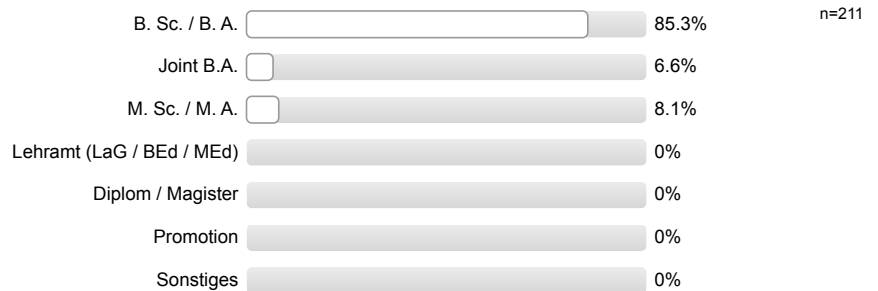 B. Sc. / B. A. 85.3% n=211
Joint B.A. 6.6%
M. Sc. / M. A. 8.1%
Lehramt (LaG / BEd / MEd) 0%
Diplom / Magister 0%
Promotion 0%
Sonstiges 0%